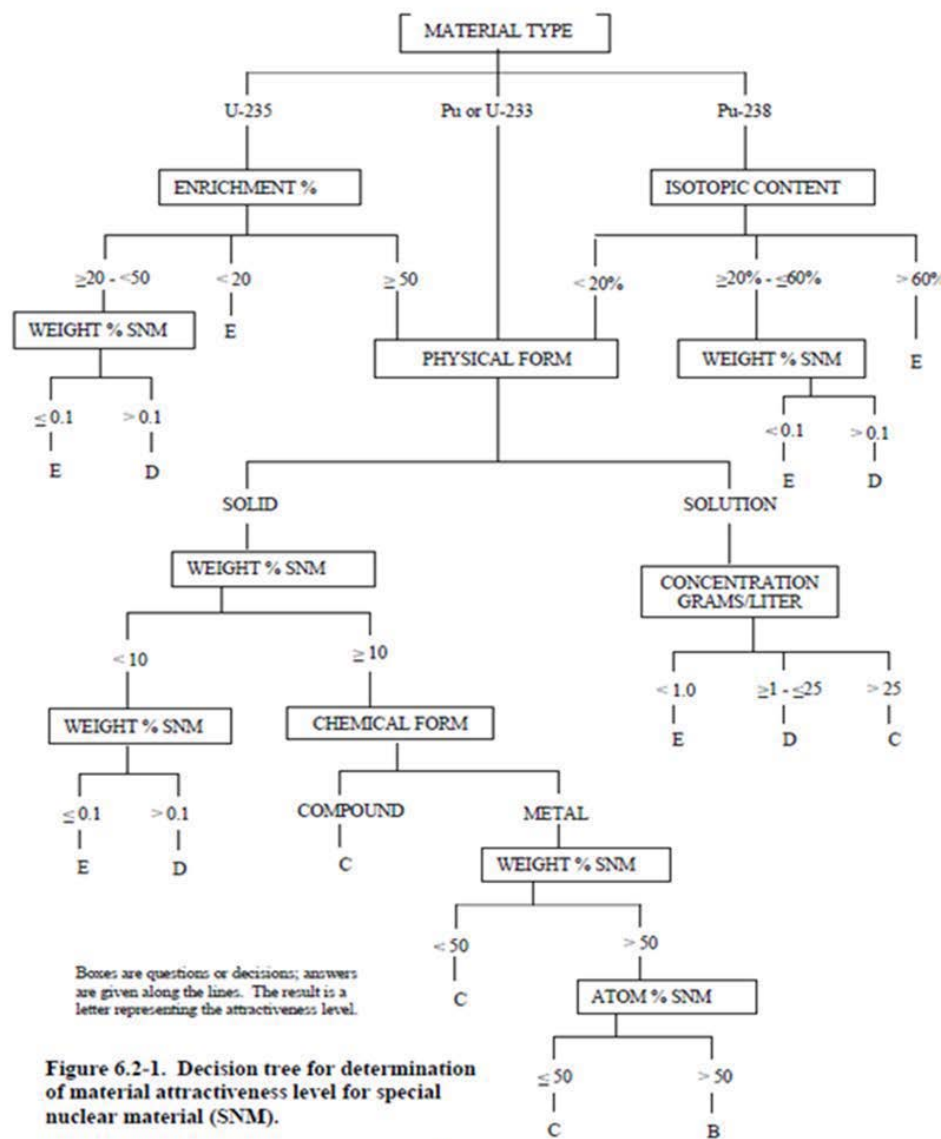 MATERIAL TYPE
U-235 Pu or U-233 Pu-238
ENRICHMENT % ISOTOPIC CONTENT
≥20 - <50 < 20 ≥ 50 < 20% ≥20% - ≤60% > 60%
WEIGHT % SNM E PHYSICAL FORM WEIGHT % SNM E
≤ 0.1 > 0.1 < 0.1 > 0.1
E D E D
SOLID SOLUTION
WEIGHT % SNM CONCENTRATION
GRAMS/LITER
< 10 ≥ 10 < 1.0 ≥1 - ≤25 > 25
WEIGHT % SNM CHEMICAL FORM E D C
≤ 0.1 > 0.1 COMPOUND METAL
E D C WEIGHT % SNM
< 50 > 50
C ATOM % SNM
≤ 50 > 50
C B
Boxes are questions or decisions; answers
are given along the lines. The result is a
letter representing the attractiveness level.
Figure 6.2-1. Decision tree for determination
of material attractiveness level for special
nuclear material (SNM).